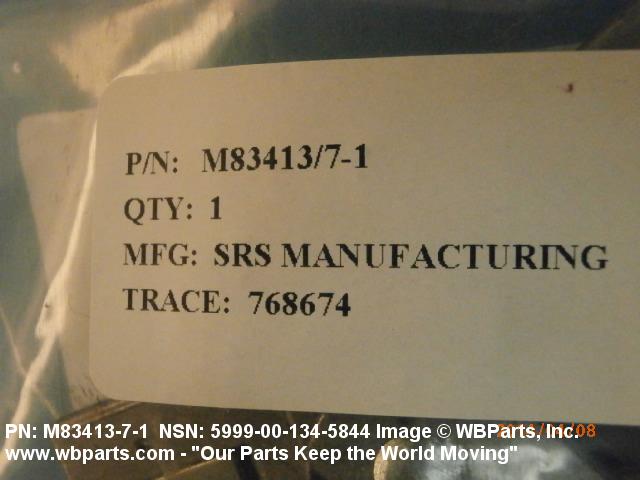 P/N: M83413/7-1
QTY: 1
MFG: SRS MANUFACTURING
TRACE: 768674
PN: M83413-7-1 NSN: 5999-00-134-5844 Image © WBParts, Inc.
www.wbparts.com - "Our Parts Keep the World Moving"